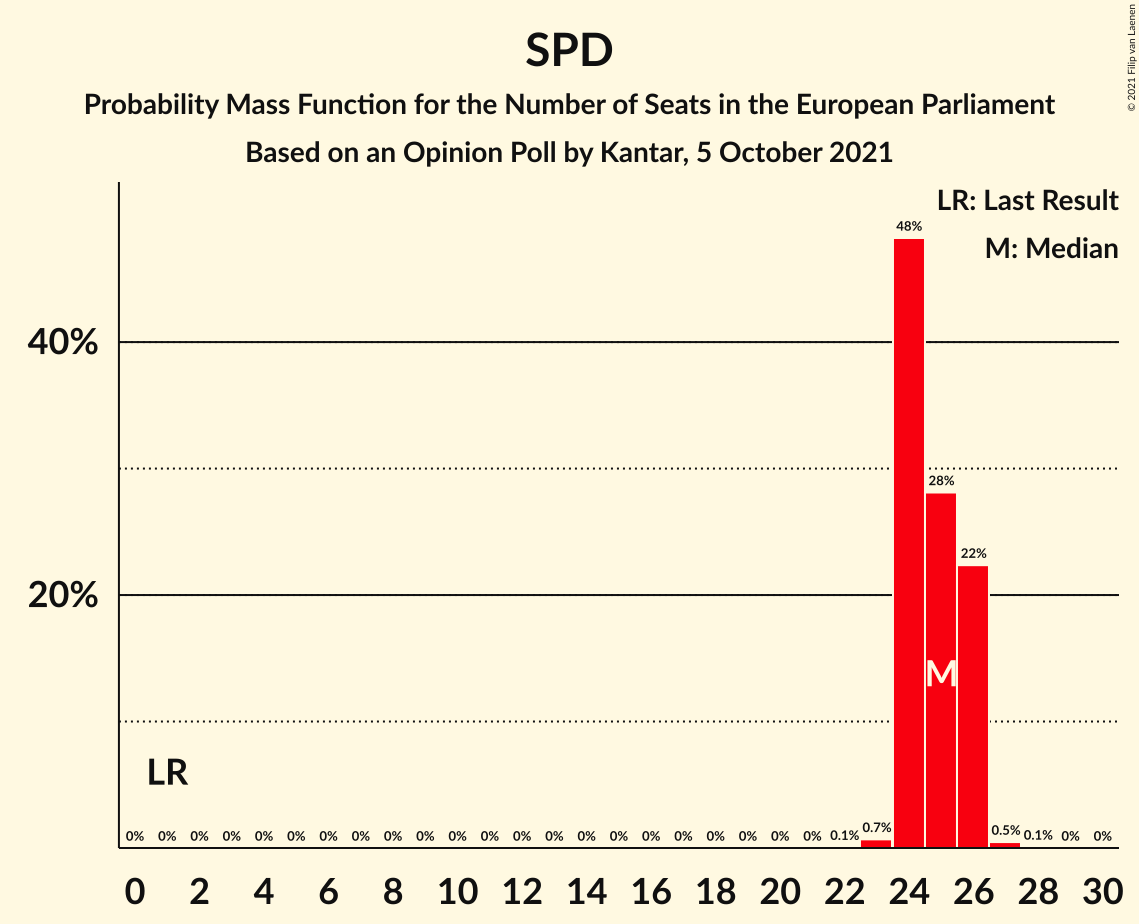 © 2021 Filip van Laenen
SPD
Probability Mass Function for the Number of Seats in the European Parliament
Based on an Opinion Poll by Kantar, 5 October 2021
LR: Last Result
M: Median
48%
40%
28%
22%
20%
M
LR
0% 0% 0% 0% 0% 0% 0% 0% 0% 0% 0% 0% 0% 0% 0% 0% 0% 0% 0% 0% 0% 0% 0.1% 0.7% 0.5% 0.1% 0% 0%
0 2 4 6 8 10 12 14 16 18 20 22 24 26 28 30